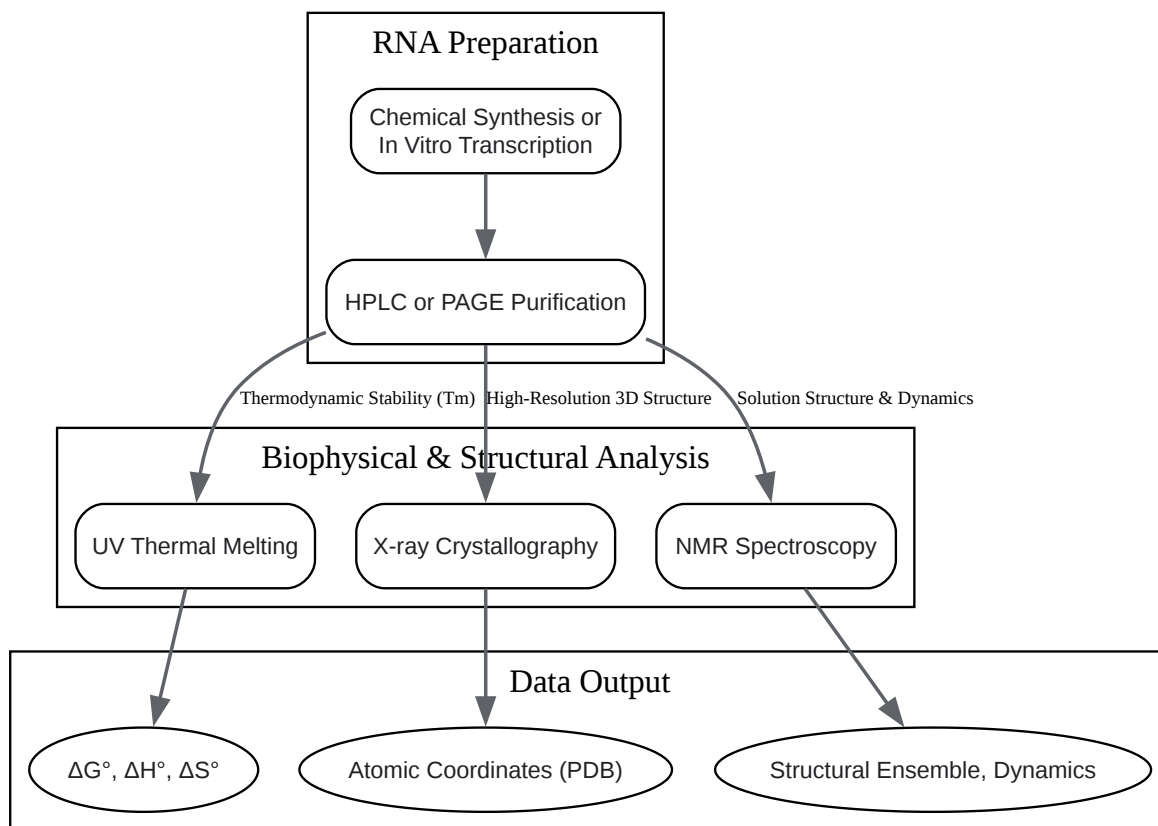 RNA Preparation
Chemical Synthesis or
In Vitro Transcription
HPLC or PAGE Purification
Thermodynamic Stability (Tm)
High-Resolution 3D Structure
Solution Structure & Dynamics
Biophysical & Structural Analysis
UV Thermal Melting
X-ray Crystallography
NMR Spectroscopy
Data Output
ΔG°, ΔH°, ΔS°
Atomic Coordinates (PDB)
Structural Ensemble, Dynamics